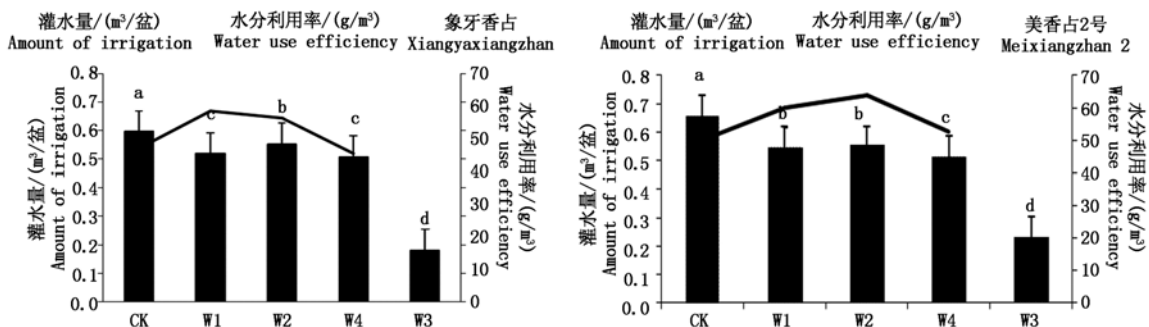 灌水量/(m³/盆) 水分利用率/(g/m³) 象牙香占
Amount of irrigation Water use efficiency Xiangyaxiangzhan
灌水量/(m³/盆)
Amount of irrigation
0.8
0.7
0.6
0.5
0.4
0.3
0.2
0.1
0.0
a
c
b
c
d
70
60
50
40
30
20
10
0
水分利用率/(g/m³)
Water use efficiency
CK W1 W2 W4 W3
灌水量/(m³/盆) 水分利用率/(g/m³) 美香占2号
Amount of irrigation Water use efficiency Meixiangzhan 2
灌水量/(m³/盆)
Amount of irrigation
0.8
0.7
0.6
0.5
0.4
0.3
0.2
0.1
0.0
a
b
b
c
d
70
60
50
40
30
20
10
0
水分利用率/(g/m³)
Water use efficiency
CK W1 W2 W4 W3